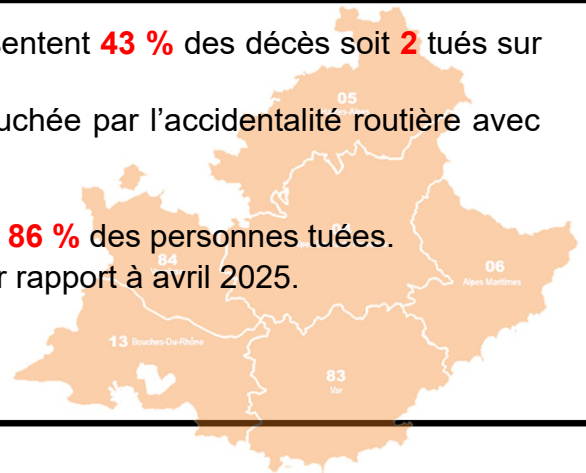 sentent 43 % des décès soit 2 tués sur
05
uchée par l’accidentalité routière avec
86 % des personnes tuées.
84
r rapport à avril 2025.
06
Alpes Maritimes
13 Bouches-Du-Rhône
83
Var